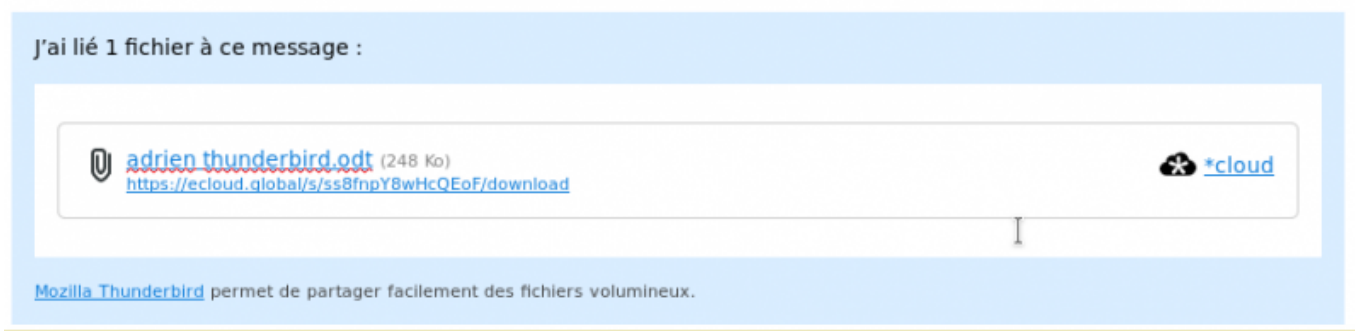 J’ai lié 1 fichier à ce message :
adrien thunderbird.odt (248 Ko)
https://ecloud.global/s/ss8fnpY8wHcQEoF/download
*cloud
Mozilla Thunderbird permet de partager facilement des fichiers volumineux.